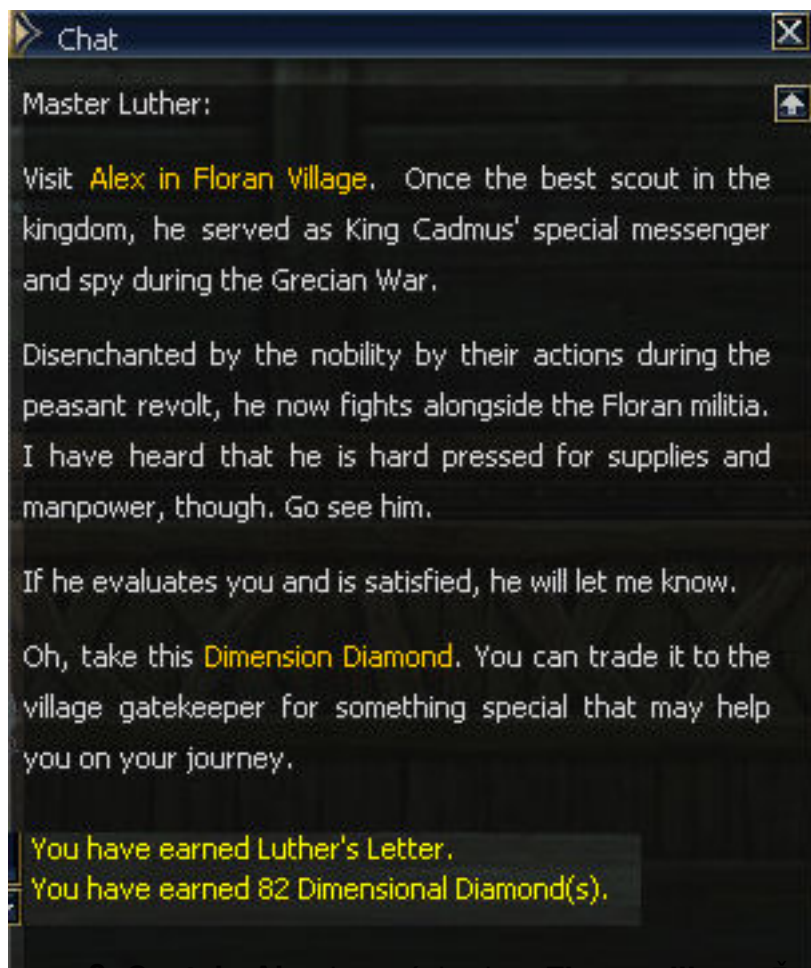 Chat
Master Luther:
Visit Alex in Floran Village. Once the best scout in the
kingdom, he served as King Cadmus' special messenger
and spy during the Grecian War.
Disenchanted by the nobility by their actions during the
peasant revolt, he now fights alongside the Floran militia.
I have heard that he is hard pressed for supplies and
manpower, though. Go see him.
If he evaluates you and is satisfied, he will let me know.
Oh, take this Dimension Diamond. You can trade it to the
village gatekeeper for something special that may help
you on your journey.
You have earned Luther's Letter.
You have earned 82 Dimensional Diamond(s).